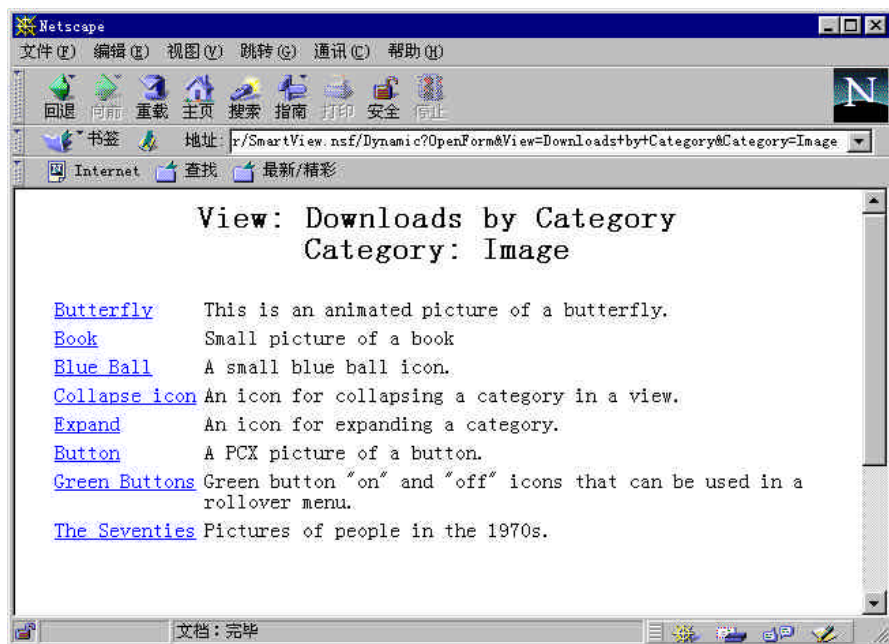 Netscape
文件(F) 编辑(E) 视图(V) 跳转(G) 通讯(C) 帮助(H)
回退 向前 重载 主页 搜索 指南 打印 安全 停止
N
书签 地址: r/SmartView.nsf/Dynamic?OpenForm&View=Downloads+by+Category&Category=Image
Internet 查找 最新/精彩
View: Downloads by Category
Category: Image
Butterfly This is an animated picture of a butterfly.
Book Small picture of a book
Blue Ball A small blue ball icon.
Collapse icon An icon for collapsing a category in a view.
Expand An icon for expanding a category.
Button A PCX picture of a button.
Green Buttons Green button "on" and "off" icons that can be used in a
rollover menu.
The Seventies Pictures of people in the 1970s.
文档:完毕